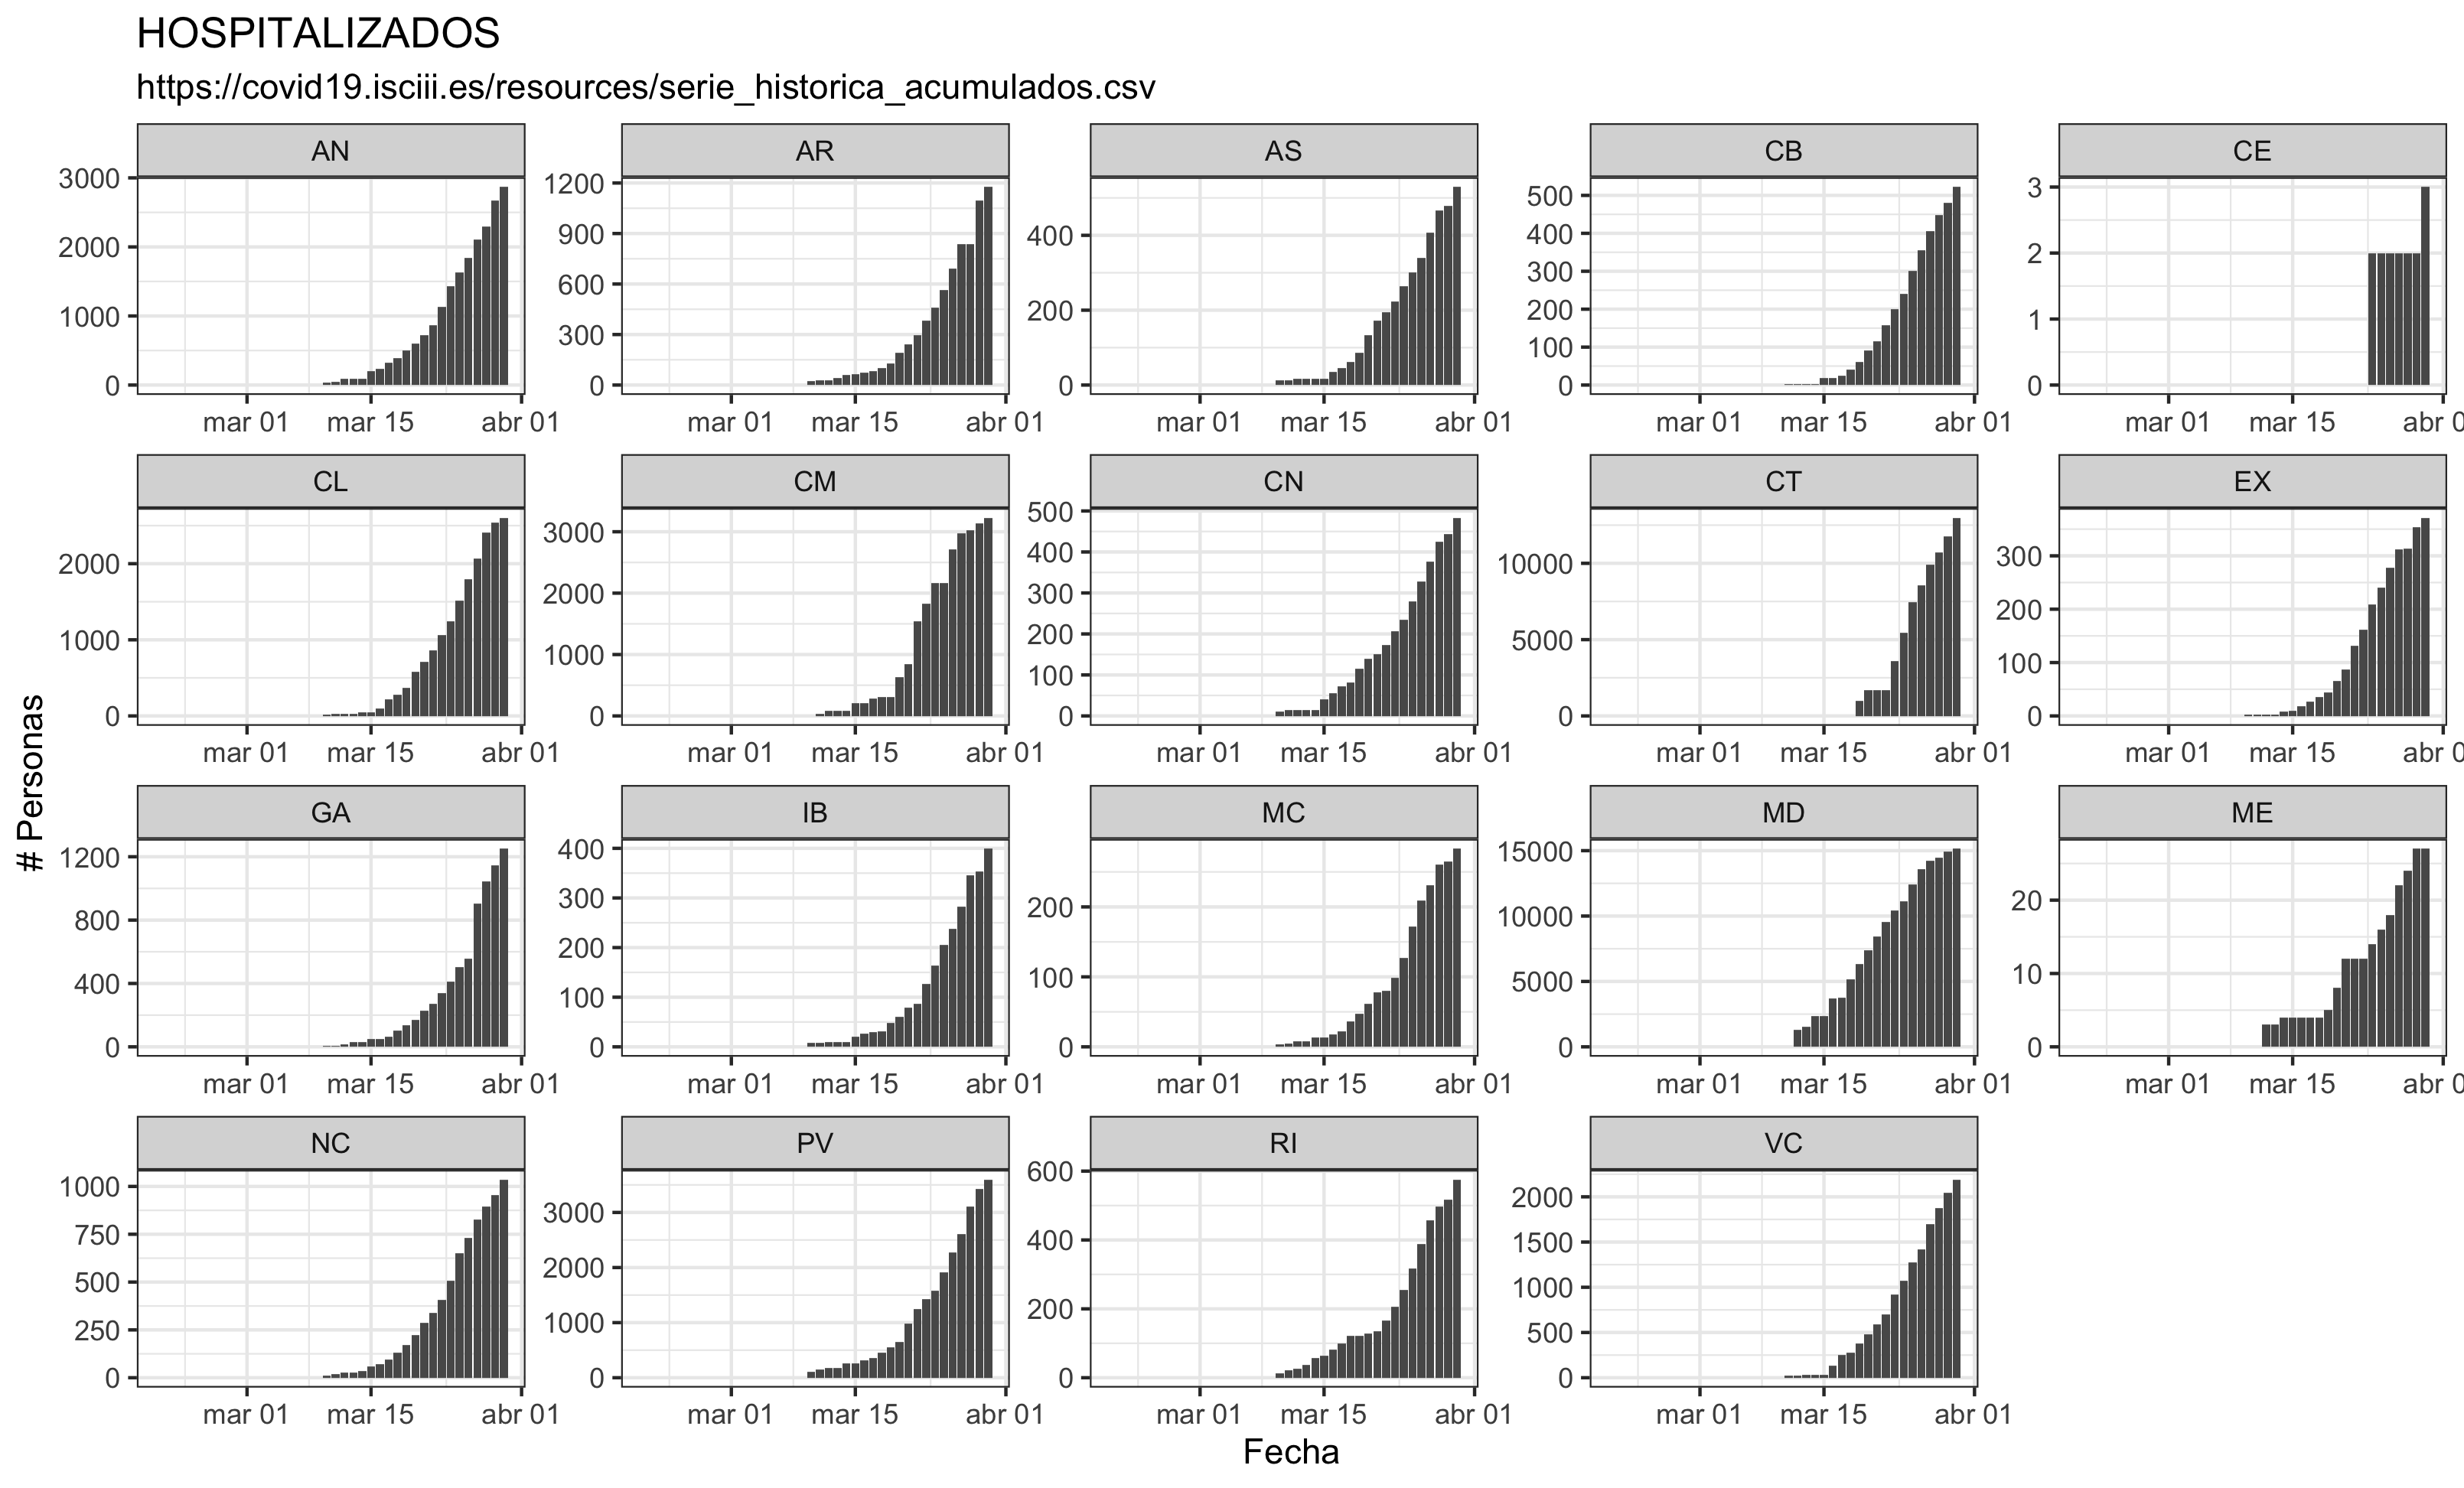 HOSPITALIZADOS
https://covid19.isciii.es/resources/serie_historica_acumulados.csv
AN AR AS CB CE
3000 2000 1000 0
1200 900 600 300 0
400 200 0
500 400 300 200 100 0
3 2 1 0
mar 01 mar 15 abr 01 mar 01 mar 15 abr 01 mar 01 mar 15 abr 01 mar 01 mar 15 abr 01 mar 01 mar 15 abr 0
CL CM CN CT EX
2000 1000 0
3000 2000 1000 0
500 400 300 200 100 0
10000 5000 0
300 200 100 0
mar 01 mar 15 abr 01 mar 01 mar 15 abr 01 mar 01 mar 15 abr 01 mar 01 mar 15 abr 01 mar 01 mar 15 abr 0
# Personas
GA IB MC MD ME
1200 800 400 0
400 300 200 100 0
200 100 0
15000 10000 5000 0
20 10 0
mar 01 mar 15 abr 01 mar 01 mar 15 abr 01 mar 01 mar 15 abr 01 mar 01 mar 15 abr 01 mar 01 mar 15 abr 0
NC PV RI VC
1000 750 500 250 0
3000 2000 1000 0
600 400 200 0
2000 1500 1000 500 0
mar 01 mar 15 abr 01 mar 01 mar 15 abr 01 mar 01 mar 15 abr 01 mar 01 mar 15 abr 01
Fecha